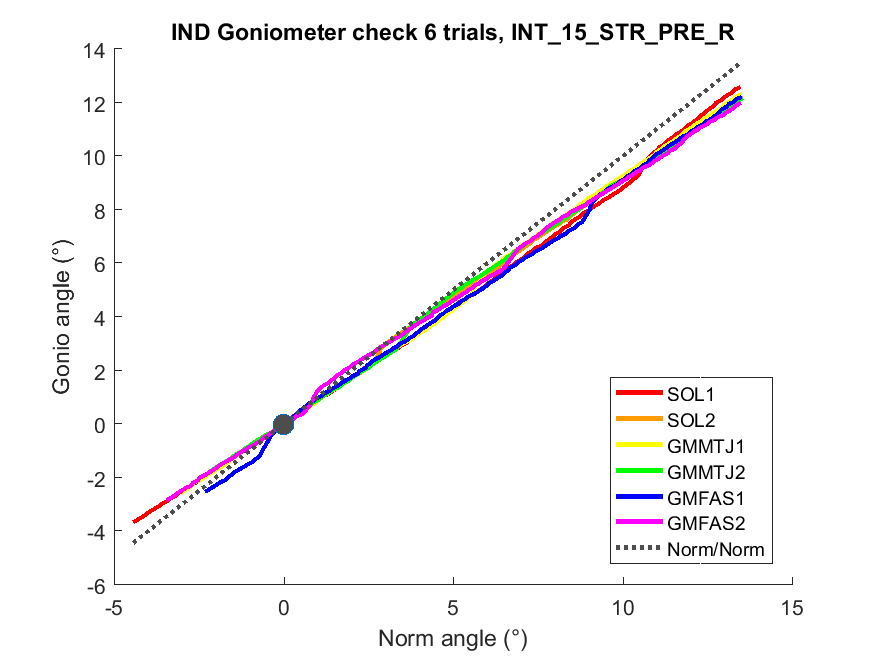 IND Goniometer check 6 trials, INT_15_STR_PRE_R
14
12
10
8
6
4
2
0
-2
-4
-6
Gonio angle (°)
-5
0
5
10
15
Norm angle (°)
SOL1
SOL2
GMMTJ1
GMMTJ2
GMFAS1
GMFAS2
Norm/Norm